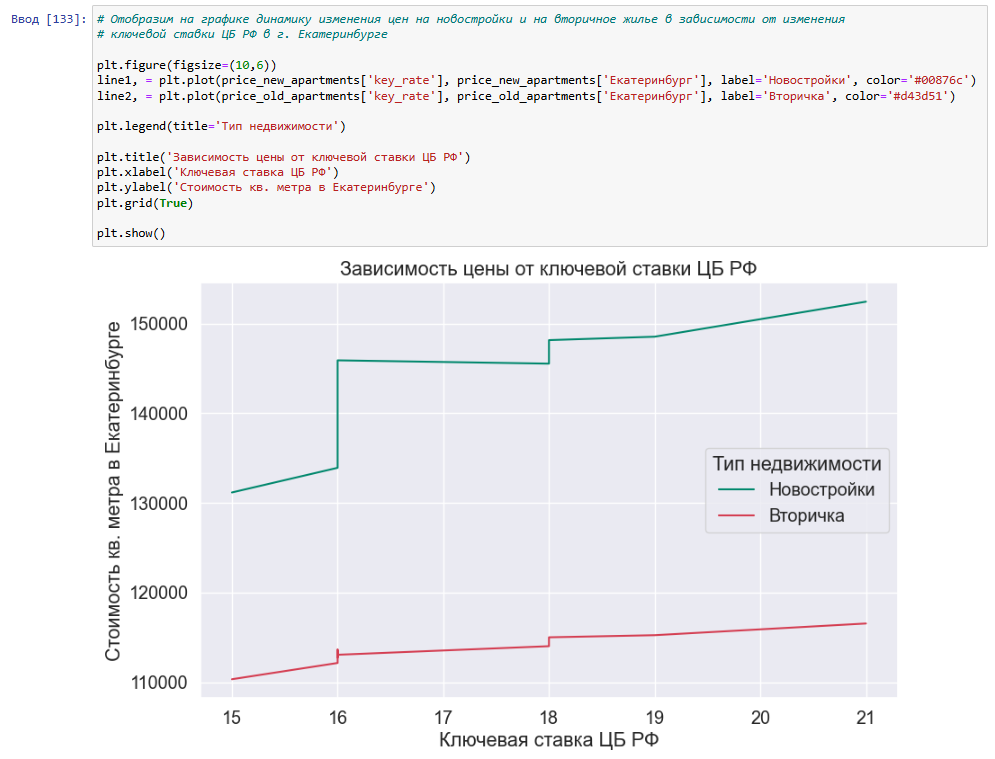 Ввод [133]:
# Отобразим на графике динамику изменения цен на новостройки и на вторичное жилье в зависимости от изменения
# ключевой ставки ЦБ РФ в г. Екатеринбурге
plt.figure(figsize=(10,6))
line1, = plt.plot(price_new_apartments['key_rate'], price_new_apartments['Екатеринбург'], label='Новостройки', color='#00876c')
line2, = plt.plot(price_old_apartments['key_rate'], price_old_apartments['Екатеринбург'], label='Вторичка', color='#d43d51')
plt.legend(title='Тип недвижимости')
plt.title('Зависимость цены от ключевой ставки ЦБ РФ')
plt.xlabel('Ключевая ставка ЦБ РФ')
plt.ylabel('Стоимость кв. метра в Екатеринбурге')
plt.grid(True)
plt.show()
Зависимость цены от ключевой ставки ЦБ РФ
Стоимость кв. метра в Екатеринбурге
150000
140000
130000
120000
110000
Тип недвижимости
Новостройки
Вторичка
15 16 17 18 19 20 21
Ключевая ставка ЦБ РФ